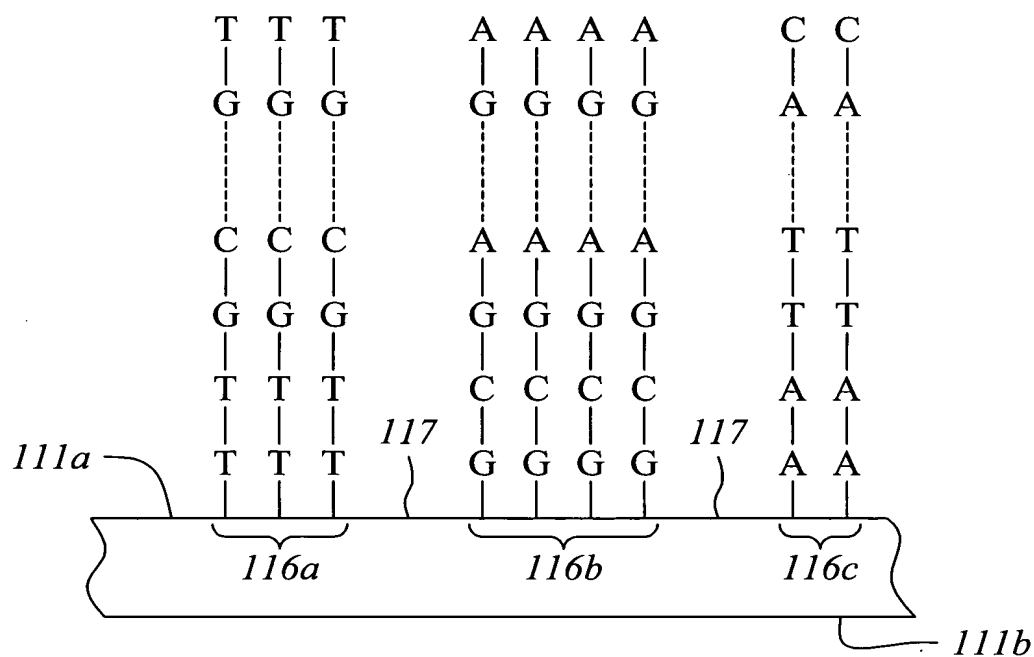 T T T A A A A C C
G G G G G G G A A
C C C A A A A T T
G G G G G G G T T
T T T C C C C A A
111a 117 117
T T T G G G G A A
116a 116b 116c
111b